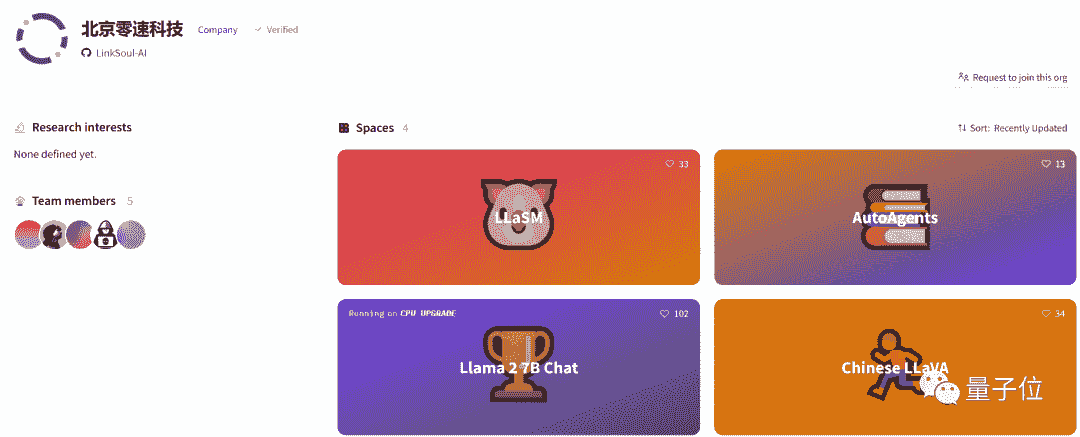 北京零速科技 Company Verified
LinkSoul-AI
Request to join this org
Research interests
None defined yet.
Team members 5
Spaces 4
Sort: Recently Updated
33
LLaSM
13
AutoAgents
Running on CPU UPGRADE
102
Llama 2 7B Chat
34
Chinese LLaVA
量子位